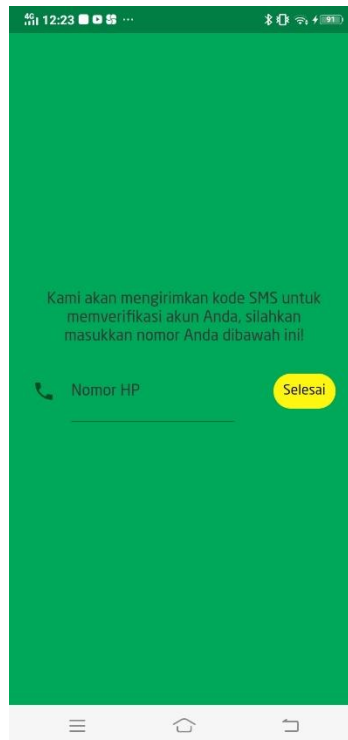 4G 12:23 91
Kami akan mengirimkan kode SMS untuk
memverifikasi akun Anda, silahkan
masukkan nomor Anda dibawah ini!
Nomor HP Selesai